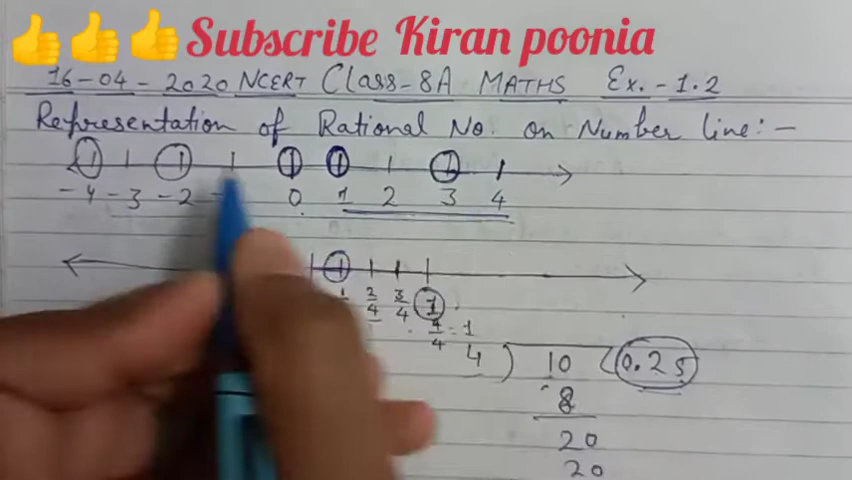 Subscribe Kiran poonia
16-04-2020 NCERT Class-8A MATHS Ex.-1.2
Representation of Rational No. on Number line:-
-4 -3 -2 0 1 2 3 4
2/4 3/4 1
4/4 = 1
4 ) 10 ( 0.25
8
20
20